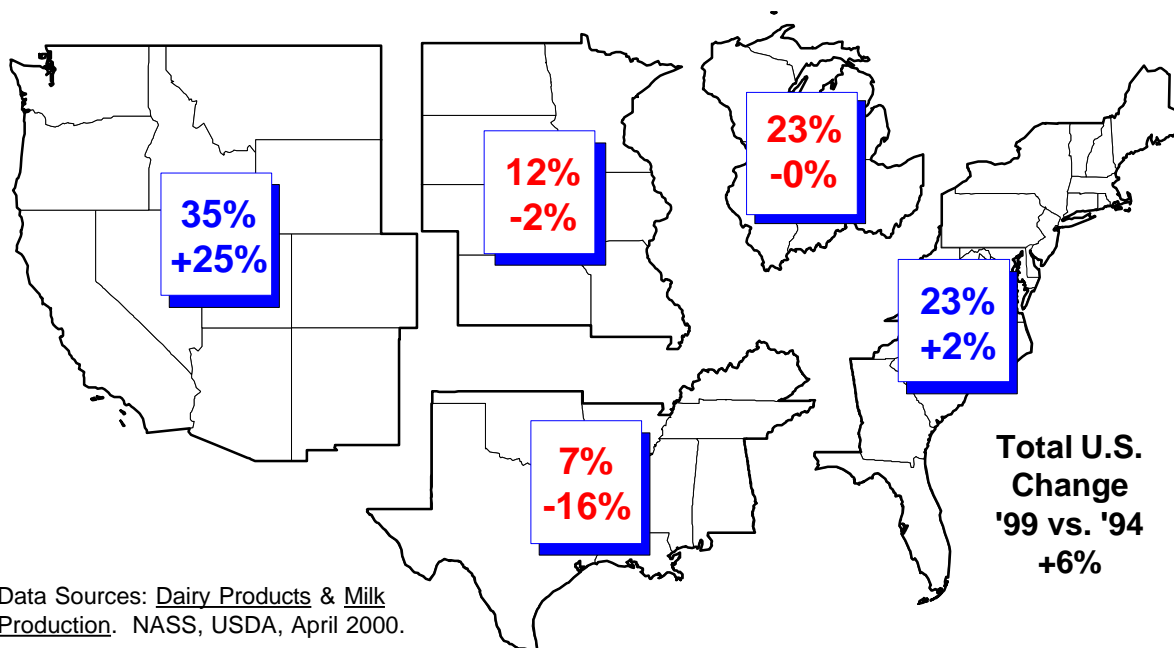 35%
+25%
12%
-2%
23%
-0%
23%
+2%
7%
-16%
Total U.S.
Change
'99 vs. '94
+6%
Data Sources: Dairy Products & Milk
Production. NASS, USDA, April 2000.